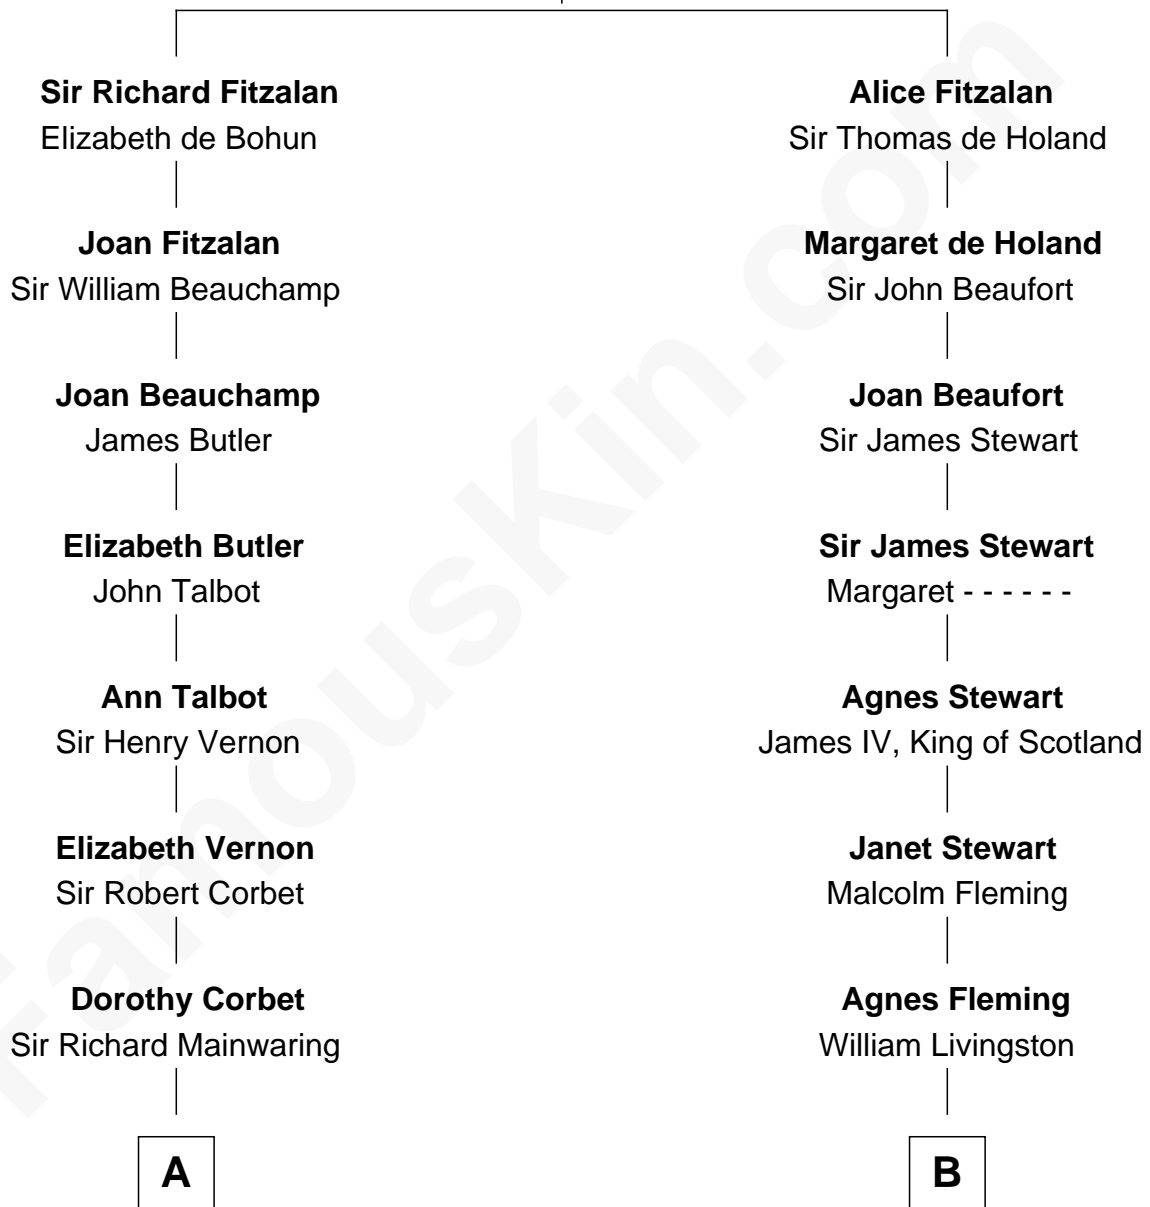 Sir Richard Fitzalan
Elizabeth de Bohun
Joan Fitzalan
Sir William Beauchamp
Joan Beauchamp
James Butler
Elizabeth Butler
John Talbot
Ann Talbot
Sir Henry Vernon
Elizabeth Vernon
Sir Robert Corbet
Dorothy Corbet
Sir Richard Mainwaring
A
Alice Fitzalan
Sir Thomas de Holand
Margaret de Holand
Sir John Beaufort
Joan Beaufort
Sir James Stewart
Sir James Stewart
Margaret - - - - - -
Agnes Stewart
James IV, King of Scotland
Janet Stewart
Malcolm Fleming
Agnes Fleming
William Livingston
B
FamousKin.com